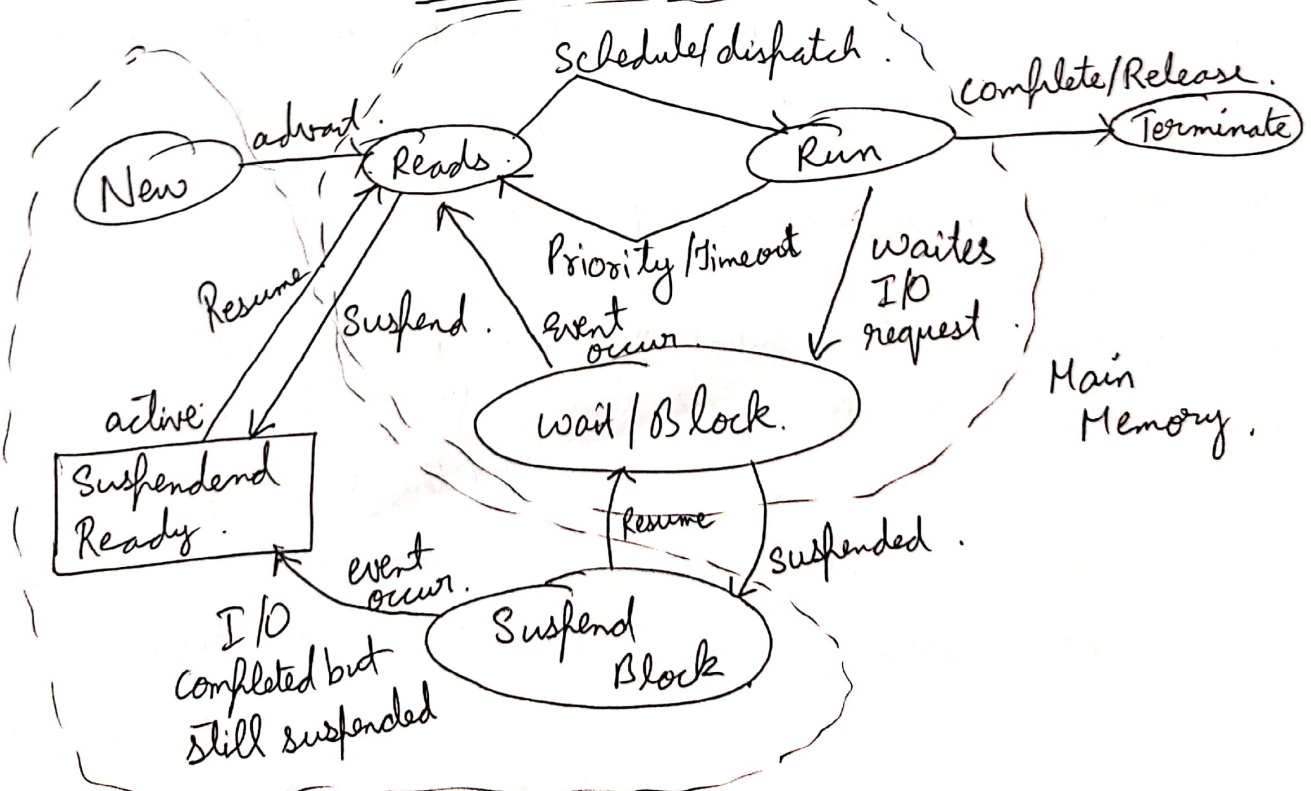 Schedule/dispatch.
Complete/Release.
admit.
New
Ready.
Run
Terminate
Priority/Timeout
Waites
I/O
request.
Resume
Suspend.
Event
occur
Main
Memory.
active.
wait/Block.
Suspendend
Ready.
Resume
suspended.
event
occur.
I/O
completed but
still suspended
Suspend
Block